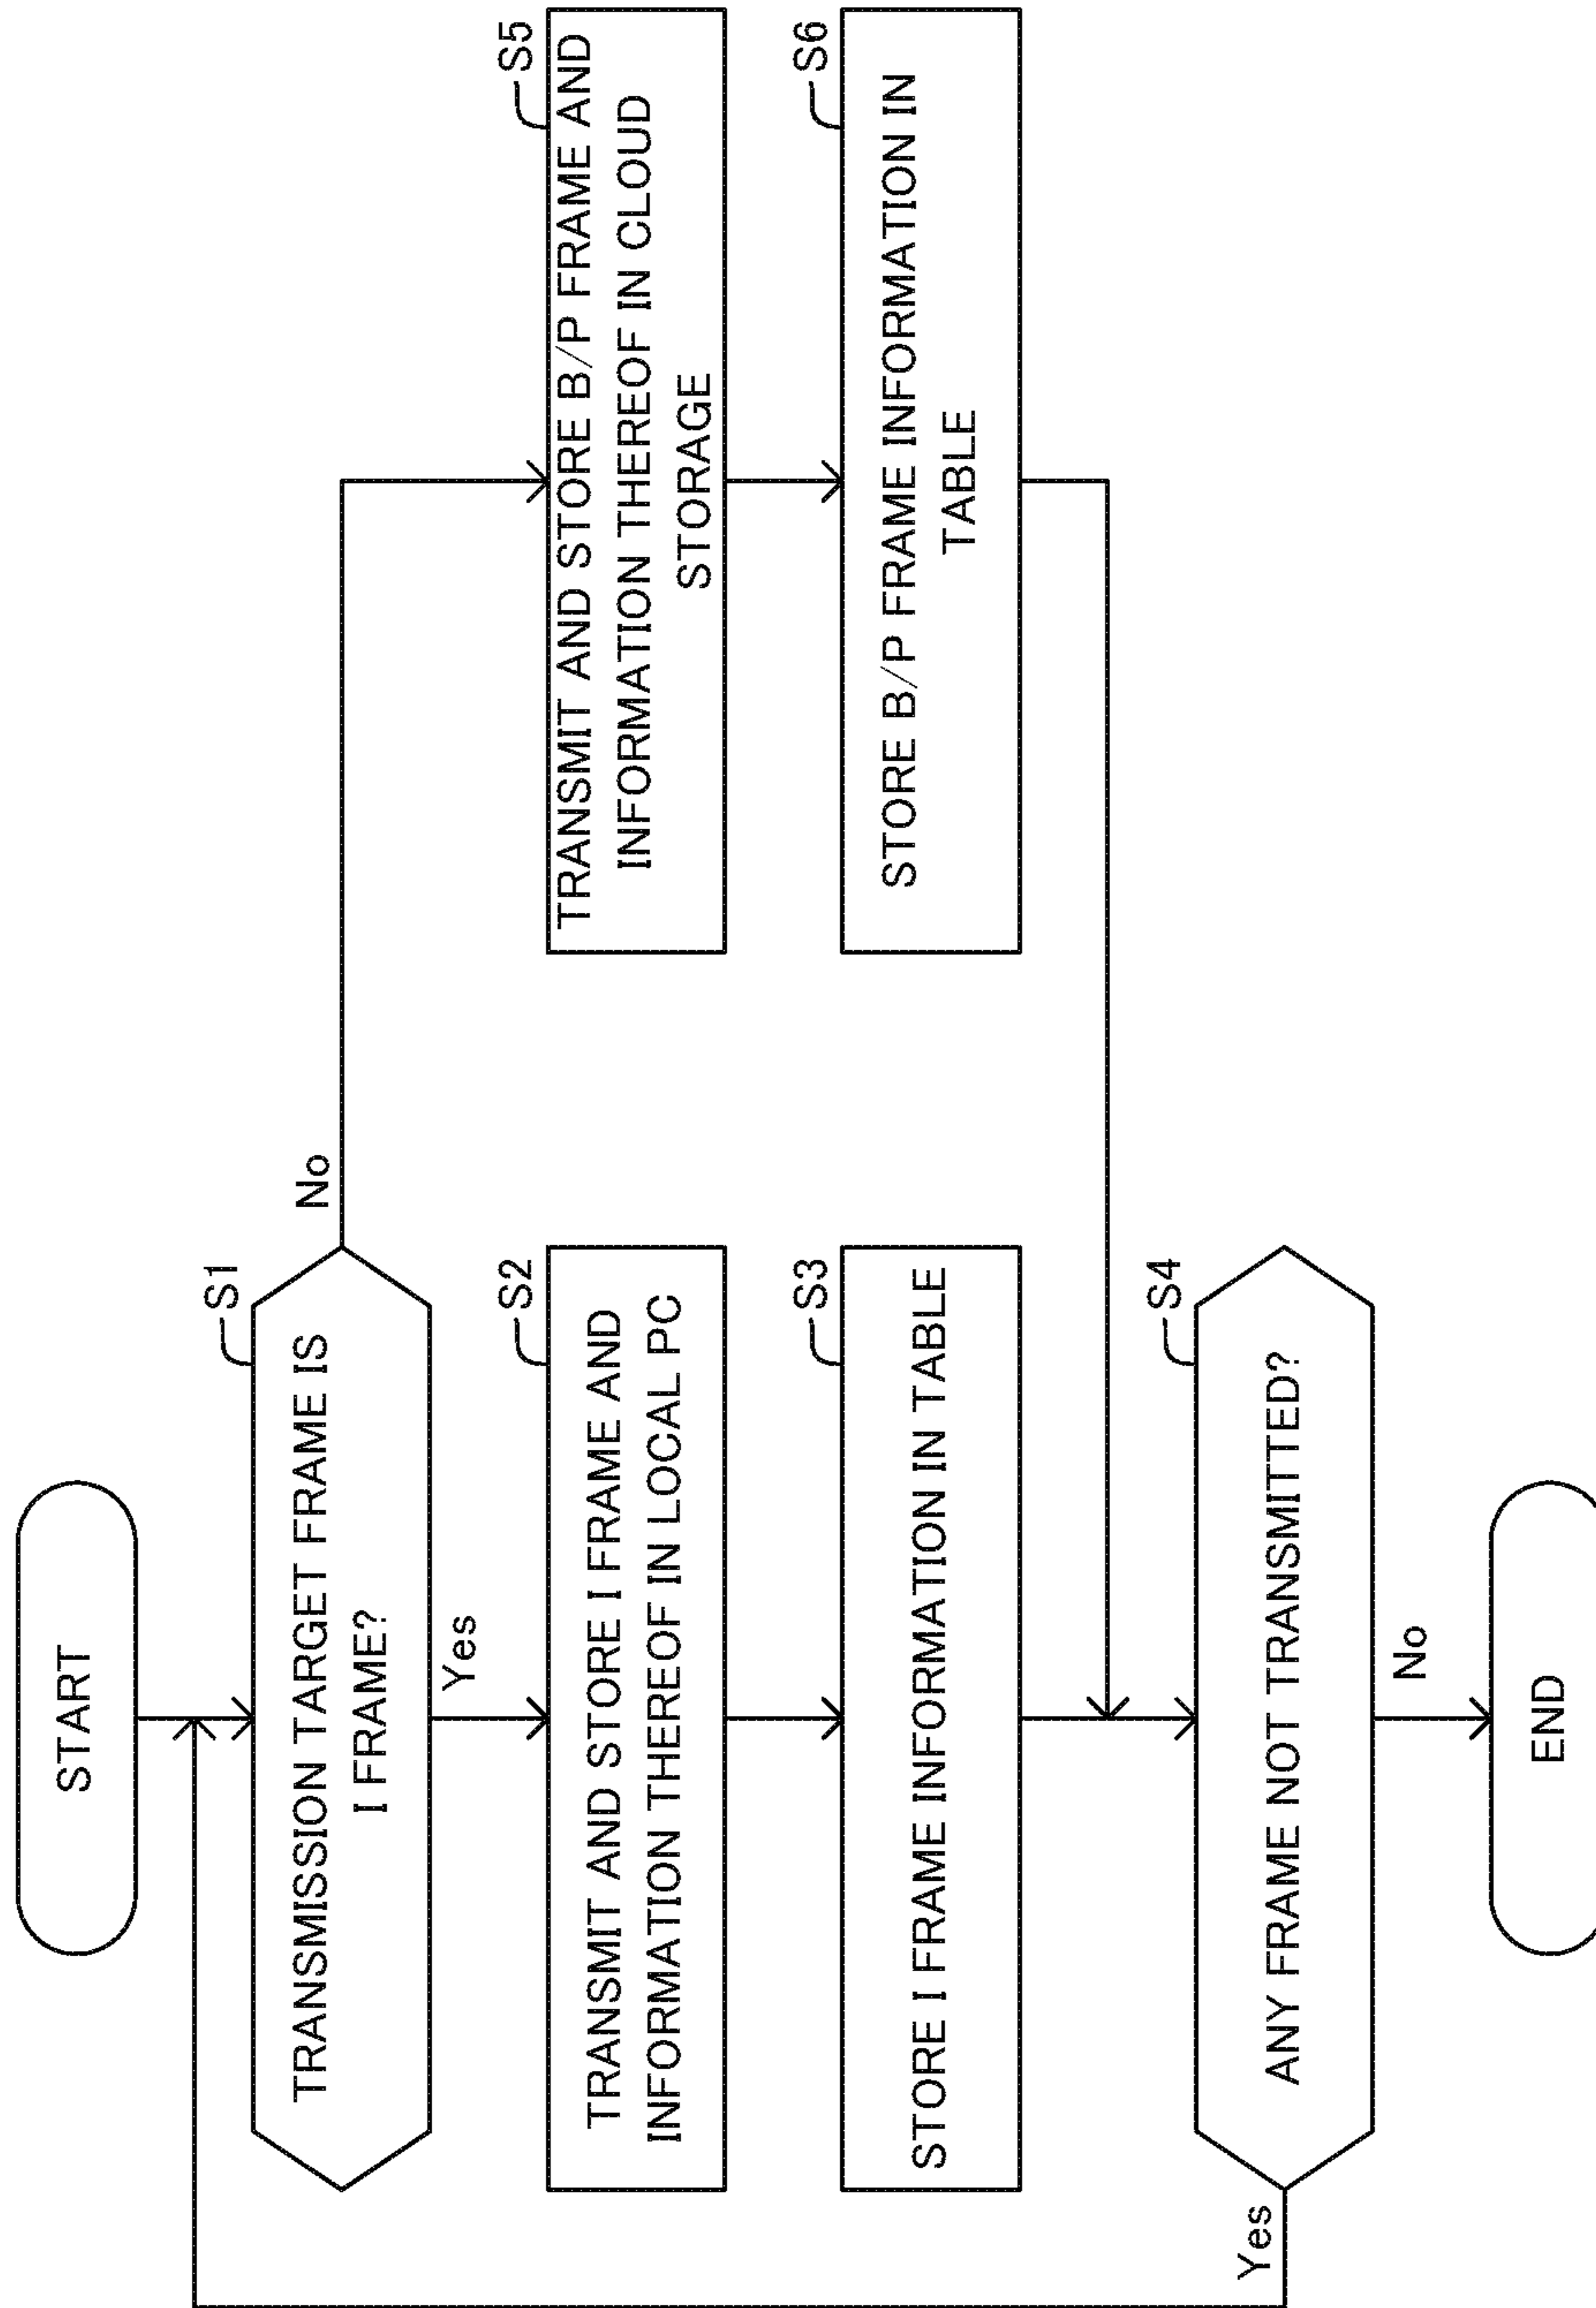 START
S1
TRANSMISSION TARGET FRAME IS
I FRAME?
No
Yes
S2
TRANSMIT AND STORE I FRAME AND
INFORMATION THEREOF IN LOCAL PC
S5
TRANSMIT AND STORE B/P FRAME AND
INFORMATION THEREOF IN CLOUD
STORAGE
S3
STORE I FRAME INFORMATION IN TABLE
S6
STORE B/P FRAME INFORMATION IN
TABLE
S4
ANY FRAME NOT TRANSMITTED?
Yes
No
END